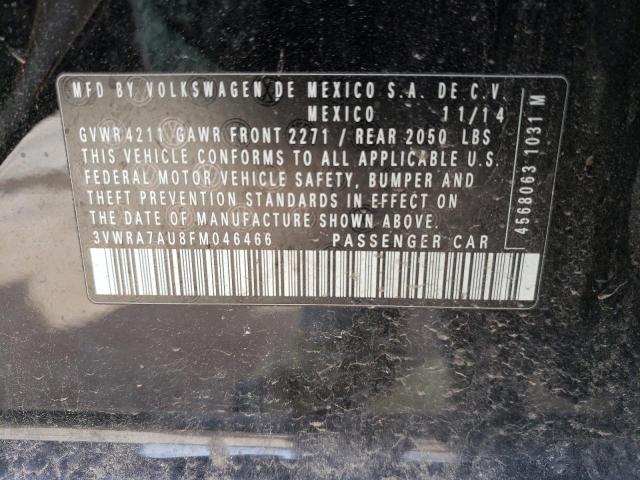 MFD BY VOLKSWAGEN DE MEXICO S.A. DE C.V.
MEXICO 11/14
GVWR 4211 GAWR FRONT 2271 / REAR 2050 LBS
THIS VEHICLE CONFORMS TO ALL APPLICABLE U.S.
FEDERAL MOTOR VEHICLE SAFETY, BUMPER AND
THEFT PREVENTION STANDARDS IN EFFECT ON
THE DATE OF MANUFACTURE SHOWN ABOVE.
3VWRA7AU8FM046466 PASSENGER CAR
4568063 1031 M